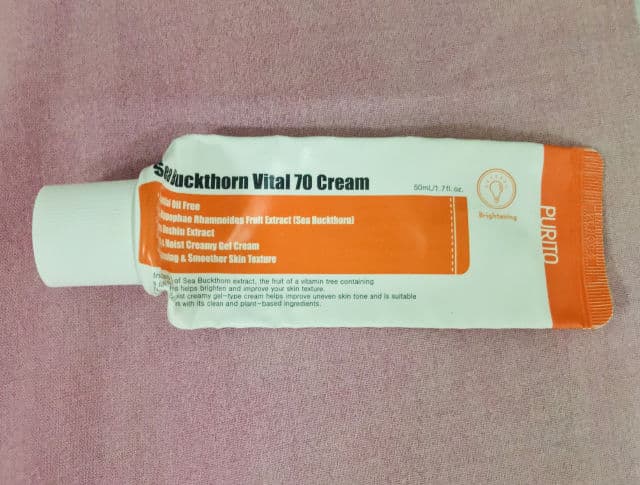 Sea Buckthorn Vital 70 Cream
50mL/1.7fl.oz.
Oil Free
Rhamnoides Fruit Extract (Sea Buckthorn)
Unshiu Extract
& Moist Creamy Gel Cream
& Smoother Skin Texture
of Sea Buckthorn extract, the fruit of a vitamin tree containing
helps brighten and improve your skin texture.
creamy gel-type cream helps improve uneven skin tone and is suitable
with its clean and plant-based ingredients.
Brightening
PURITO